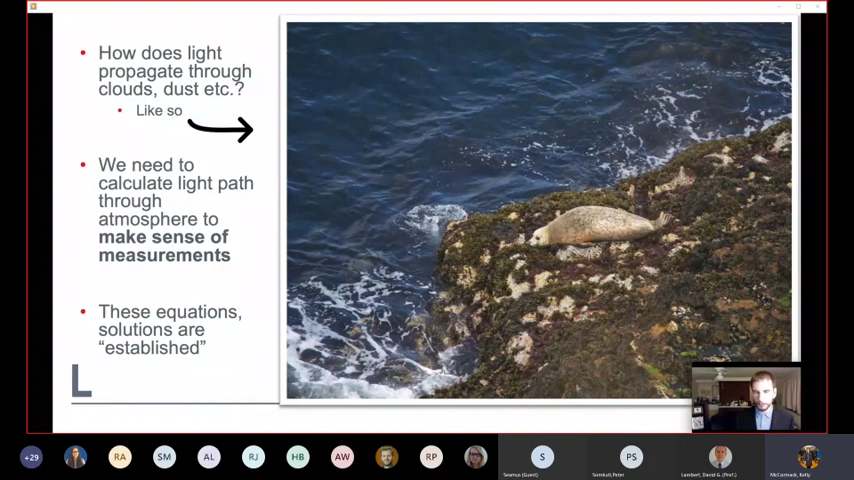 How does light
propagate through
clouds, dust etc.?
Like so
We need to
calculate light path
through
atmosphere to
make sense of
measurements
These equations,
solutions are
“established”
L
+29
RA
SM
AL
RJ
HB
AW
RP
S
PS
Seamus (Guest)
Somkuti, Peter
Lambert, David G. (Prof.)
McCormack, Kelly